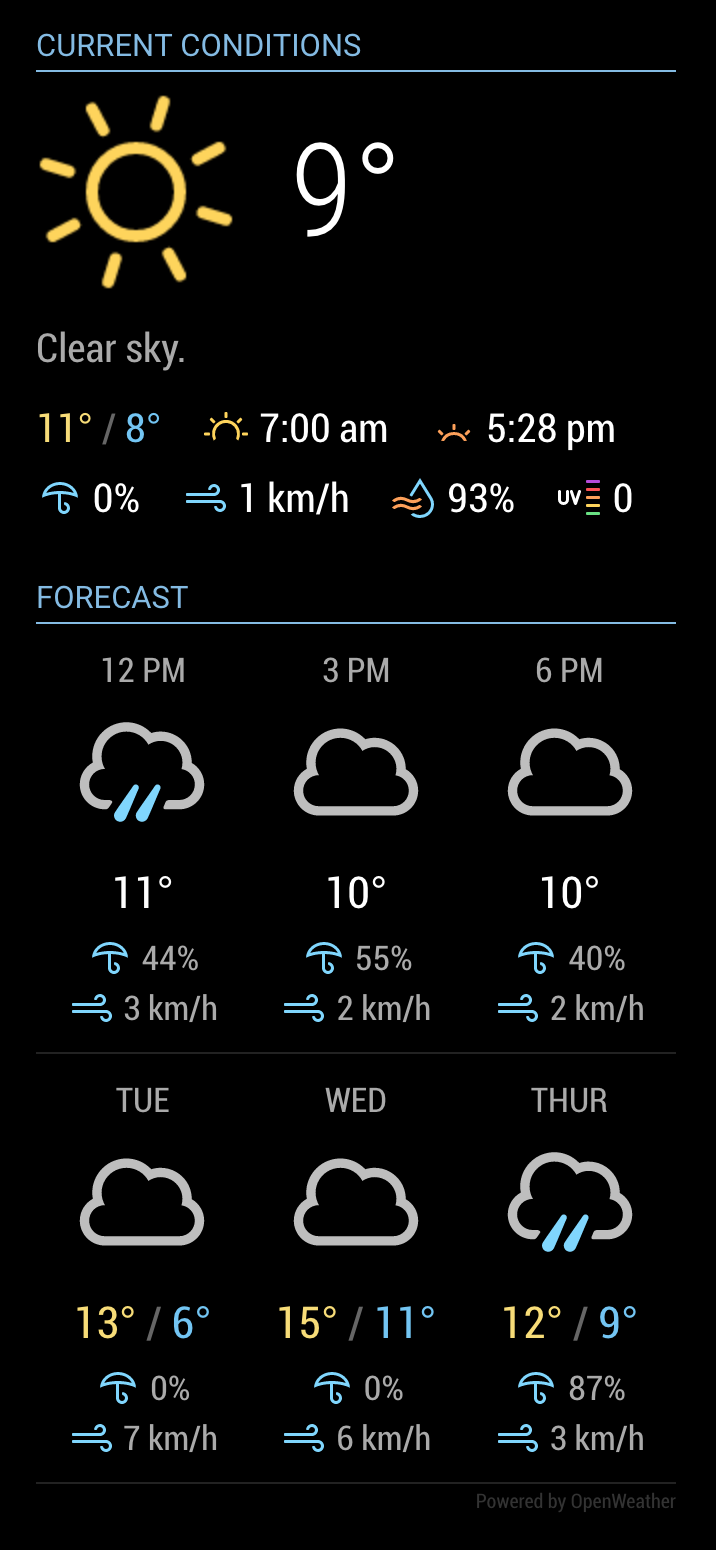 CURRENT CONDITIONS
9°
Clear sky.
11° / 8° 7:00 am 5:28 pm
0% 1 km/h 93% UV 0
FORECAST
12 PM 3 PM 6 PM
11° 10° 10°
44% 55% 40%
3 km/h 2 km/h 2 km/h
TUE WED THUR
13° / 6° 15° / 11° 12° / 9°
0% 0% 87%
7 km/h 6 km/h 3 km/h
Powered by OpenWeather